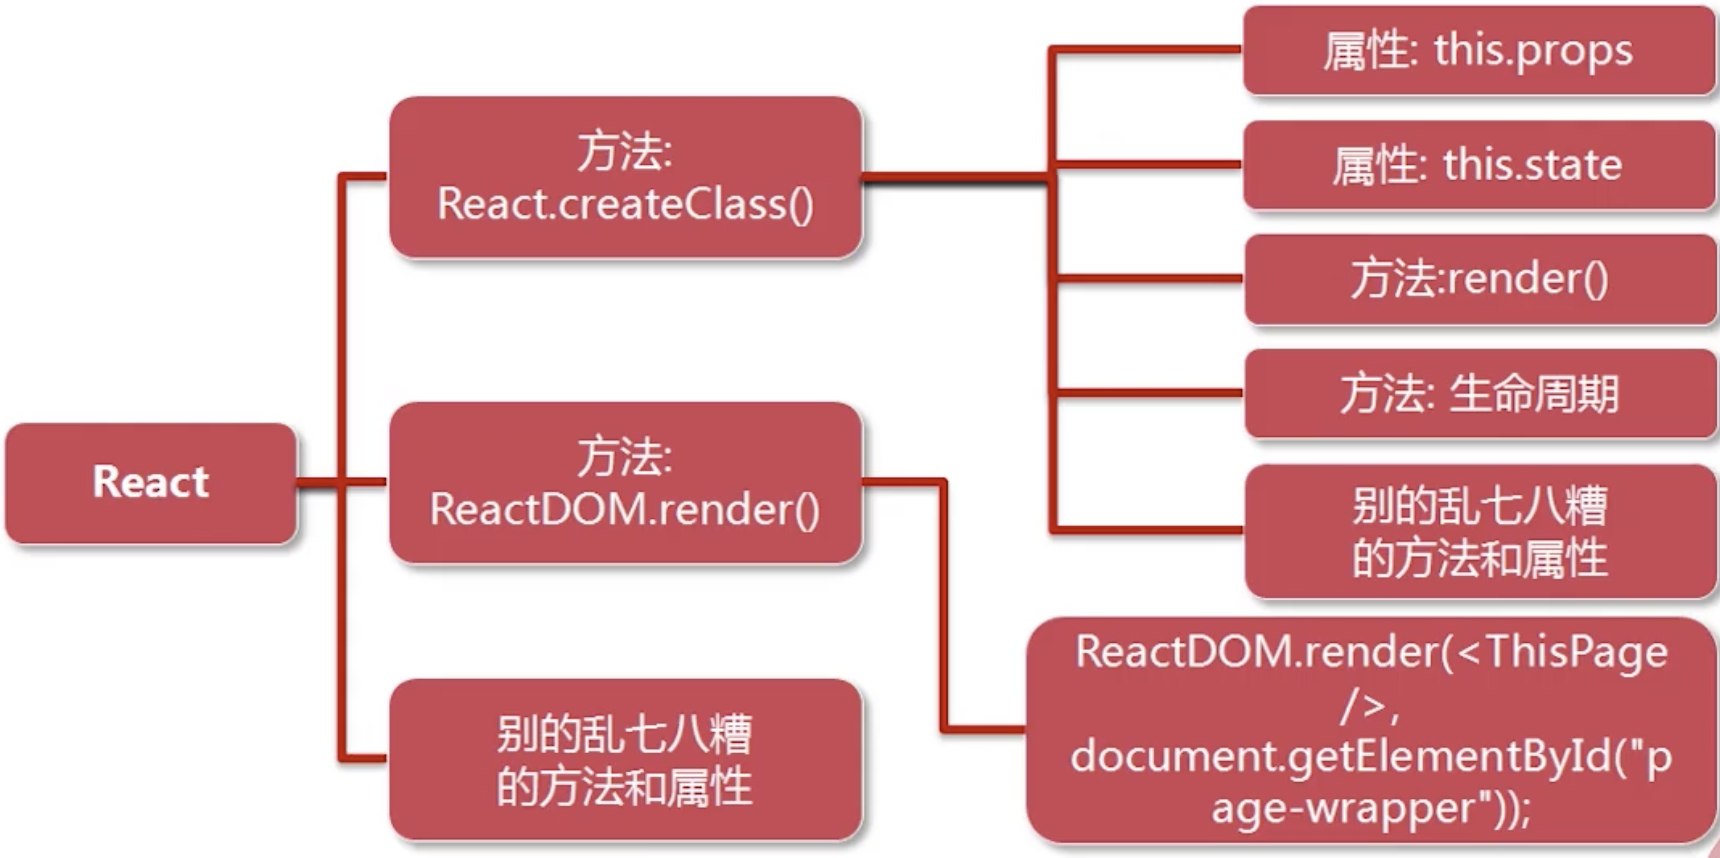 React
方法:
React.createClass()
属性: this.props
属性: this.state
方法:render()
方法: 生命周期
别的乱七八糟
的方法和属性
方法:
ReactDOM.render()
ReactDOM.render(<ThisPage
/>,
document.getElementById("p
age-wrapper"));
别的乱七八糟
的方法和属性